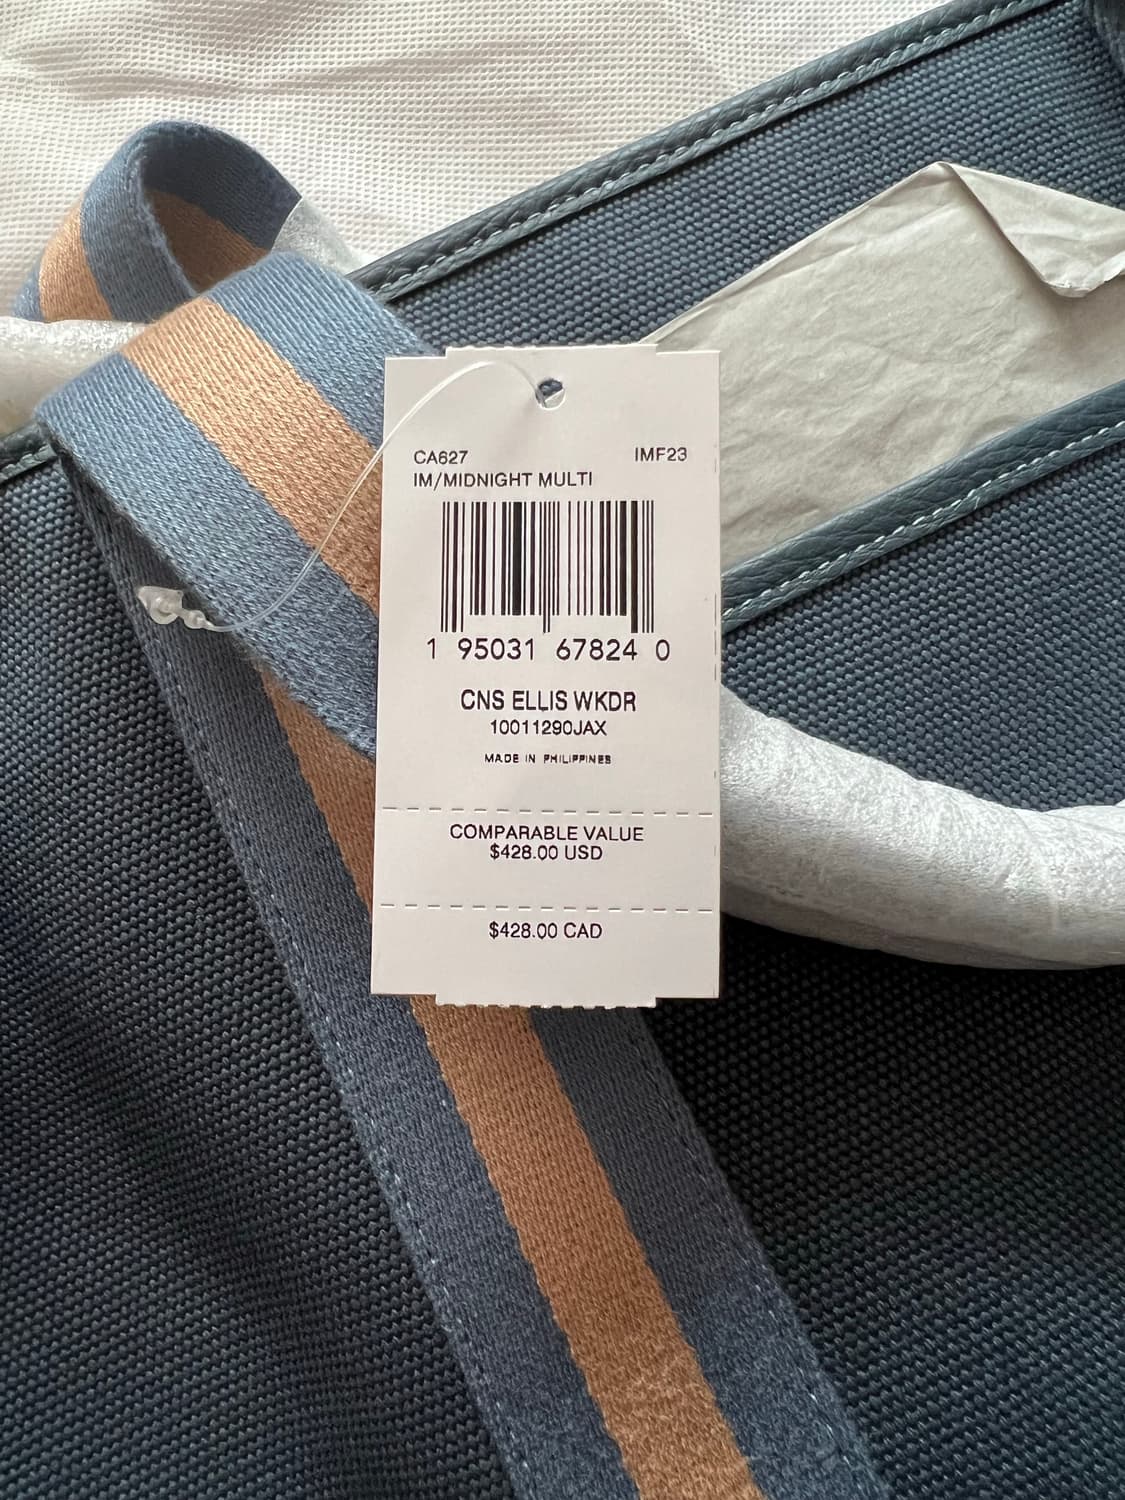 CA627 IMF23
IM/MIDNIGHT MULTI
1 95031 67824 0
CNS ELLIS WKDR
10011290JAX
MADE IN PHILIPPINES
COMPARABLE VALUE
$428.00 USD
$428.00 CAD